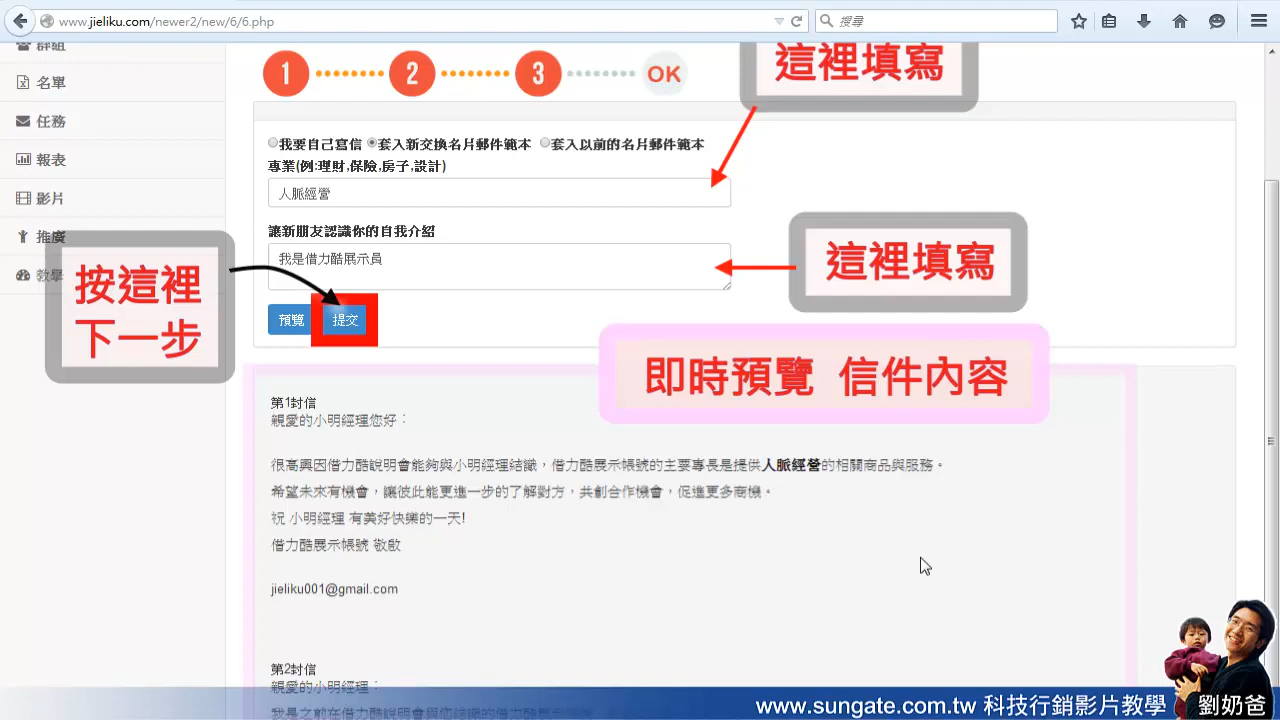 www.jieliku.com/newer2/new/6/6.php
搜尋
群組
名單
任務
報表
影片
推廣
教學
1
2
3
OK
這裡填寫
我要自己寫信 套入新交換名片郵件範本 套入以前的名片郵件範本
專業(例:理財,保險,房子,設計)
人脈經營
讓新朋友認識你的自我介紹
我是借力酷展示員
這裡填寫
按這裡
下一步
預覽
提交
即時預覽 信件內容
第1封信
親愛的小明經理您好：
很高興因借力酷說明會能夠與小明經理結識，借力酷展示帳號的主要專長是提供人脈經營的相關商品與服務。
希望未來有機會，讓彼此能更進一步的了解對方，共創合作機會，促進更多商機。
祝 小明經理 有美好快樂的一天!
借力酷展示帳號 敬啟
jieliku001@gmail.com
第2封信
親愛的小明經理：
www.sungate.com.tw 科技行銷影片教學
劉奶爸